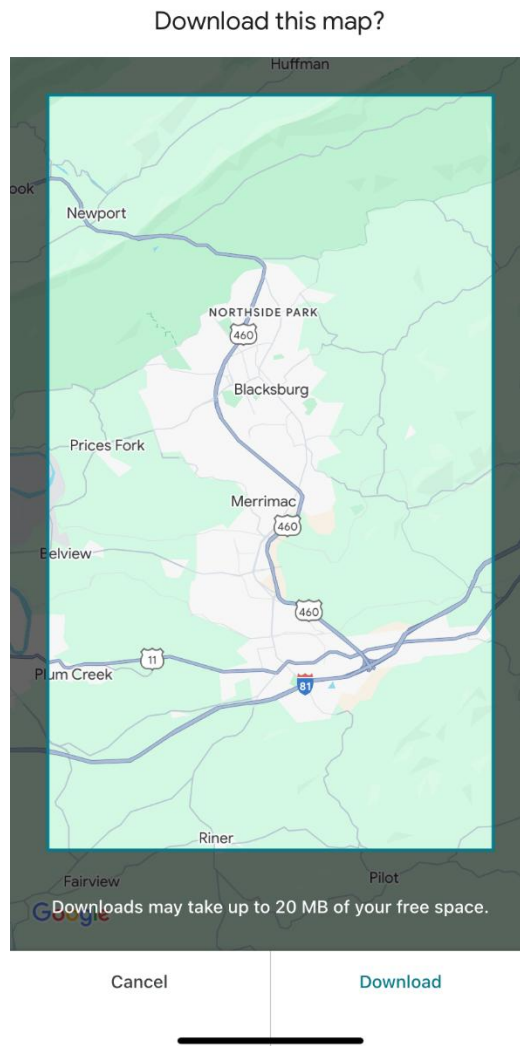 Download this map?
Huffman
ook
Newport
NORTHSIDE PARK
460
Blacksburg
Prices Fork
Merrimac
460
Belview
460
11
Plum Creek
81
Riner
Fairview
Pilot
Google
Downloads may take up to 20 MB of your free space.
Cancel
Download